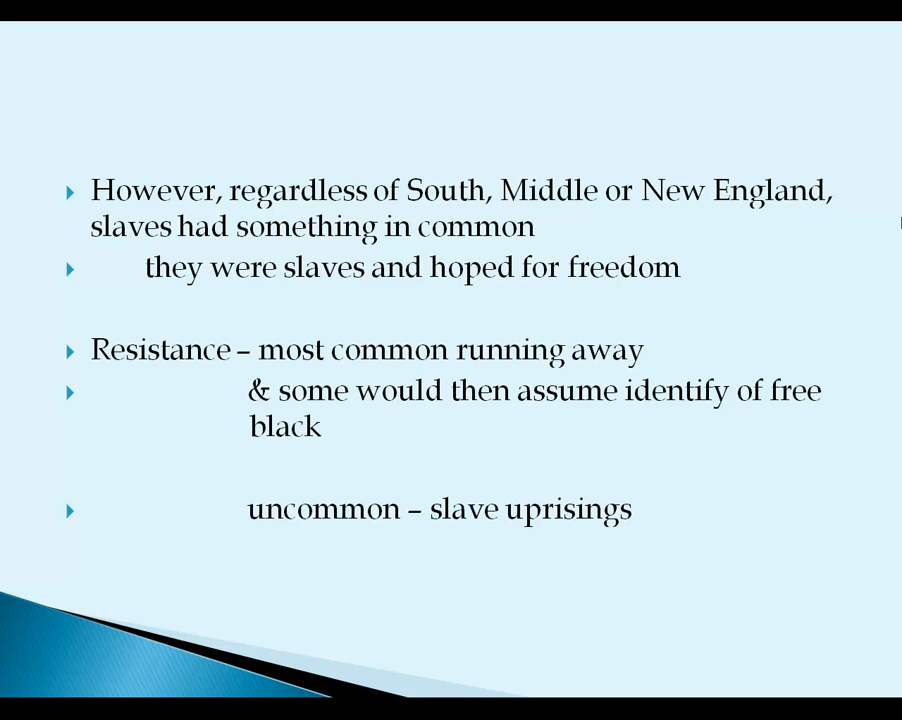 However, regardless of South, Middle or New England,
slaves had something in common
they were slaves and hoped for freedom
Resistance – most common running away
& some would then assume identify of free
black
uncommon – slave uprisings